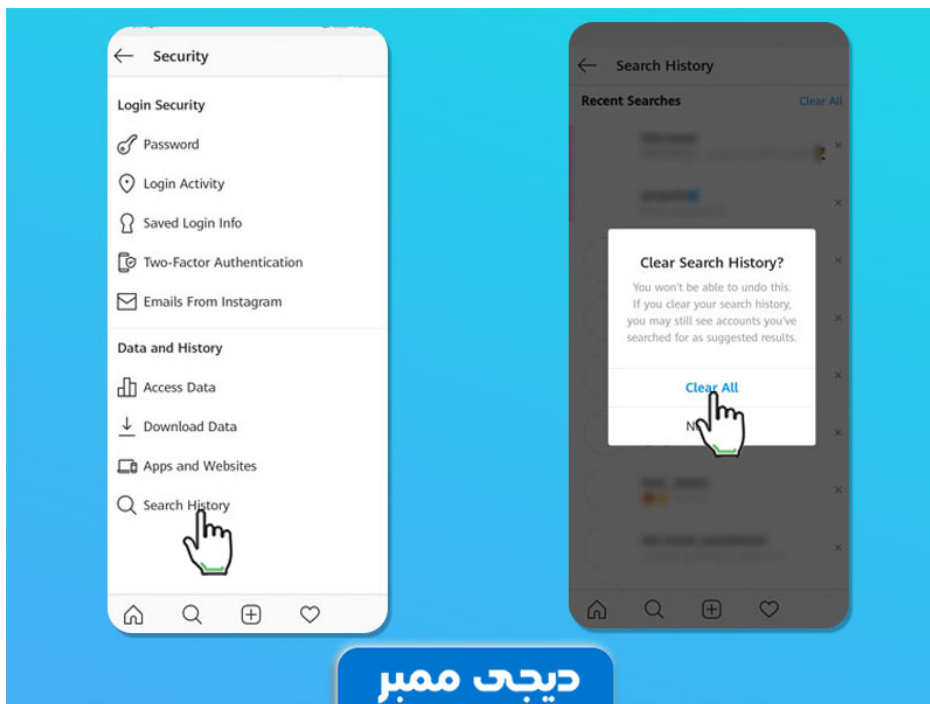 Security
Login Security
Password
Login Activity
Saved Login Info
Two-Factor Authentication
Emails From Instagram
Data and History
Access Data
Download Data
Apps and Websites
Search History
Search History
Recent Searches
Clear All
Clear Search History?
You won't be able to undo this.
If you clear your search history,
you may still see accounts you've
searched for as suggested results.
Clear All
دیجی ممبر